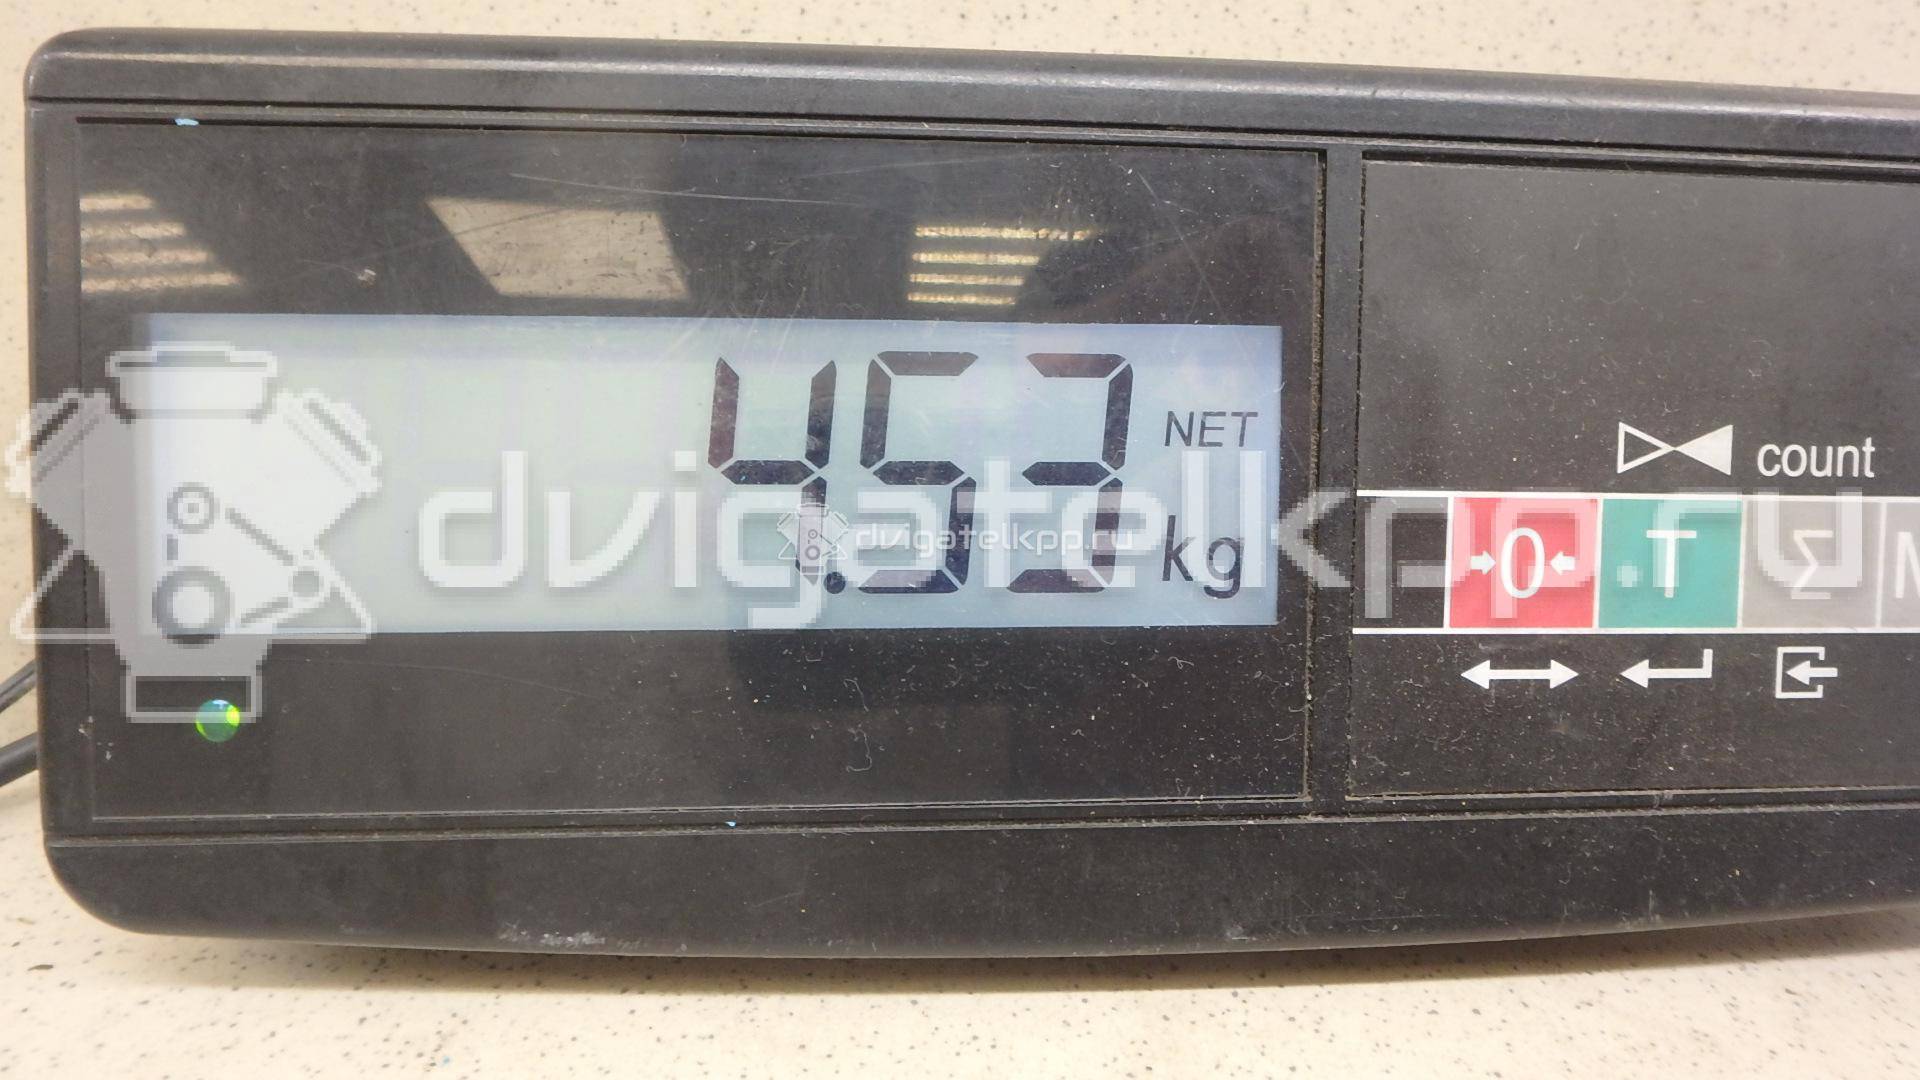 4.53 NET
kg
count
→0← T Σ M
dvigatelkpp.ru
dvigatelkpp.ru